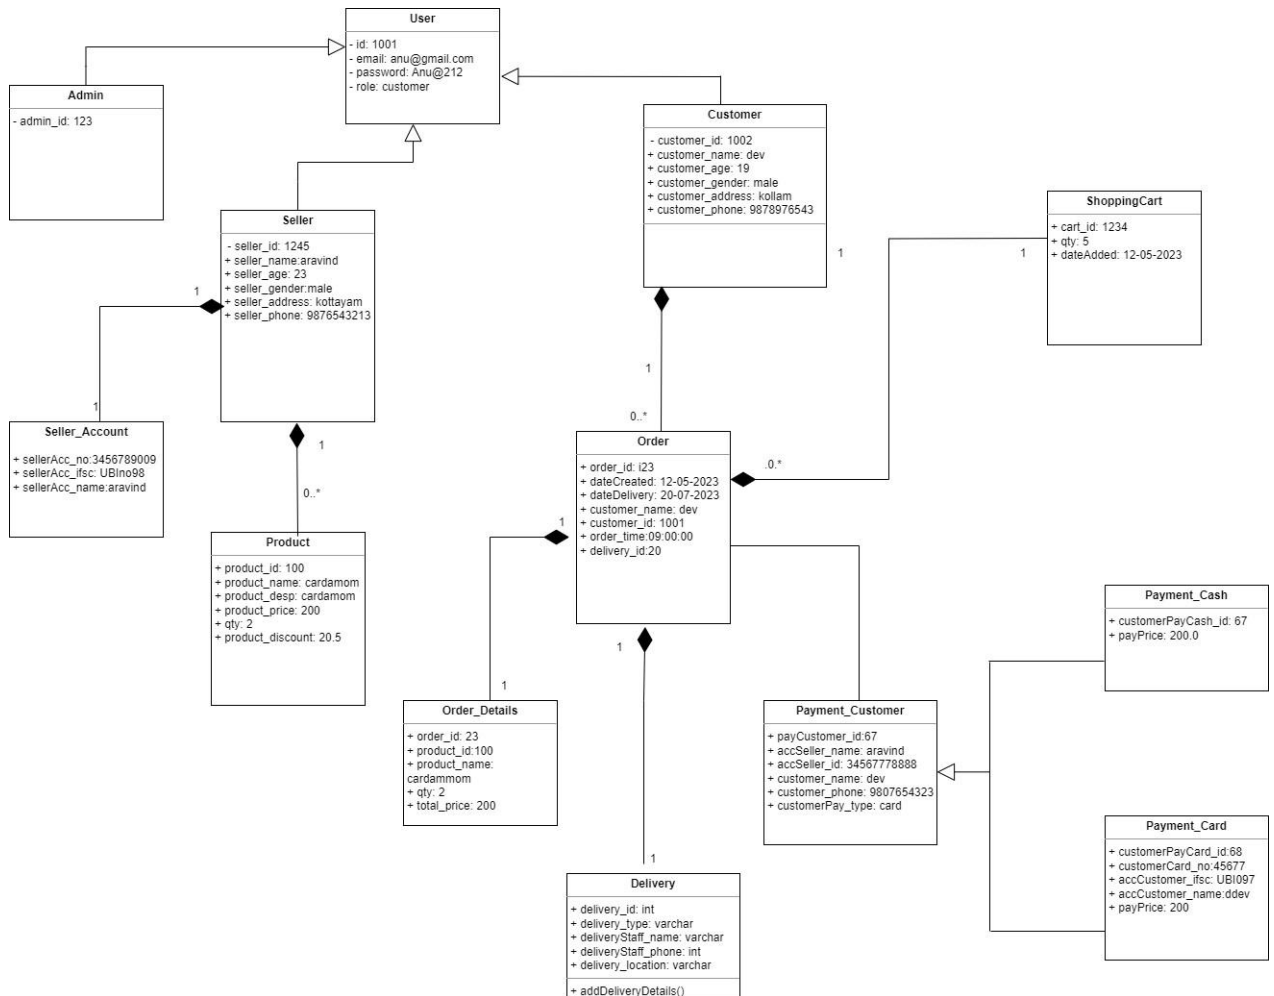 User
- id: 1001
- email: anu@gmail.com
- password: Anu@212
- role: customer
Admin
- admin_id: 123
Customer
- customer_id: 1002
+ customer_name: dev
+ customer_age: 19
+ customer_gender: male
+ customer_address: kollam
+ customer_phone: 9878976543
1
ShoppingCart
+ cart_id: 1234
+ qty: 5
+ dateAdded: 12-05-2023
1
Seller
- seller_id: 1245
+ seller_name:aravind
+ seller_age: 23
+ seller_gender:male
+ seller_address: kottayam
+ seller_phone: 9876543213
1
1
Seller_Account
+ sellerAcc_no:3456789009
+ sellerAcc_ifsc: UBIno98
+ sellerAcc_name:aravind
1
0..*
Product
+ product_id: 100
+ product_name: cardamom
+ product_desp: cardamom
+ product_price: 200
+ qty: 2
+ product_discount: 20.5
1
0..*
Order
+ order_id: i23
+ dateCreated: 12-05-2023
+ dateDelivery: 20-07-2023
+ customer_name: dev
+ customer_id: 1001
+ order_time:09:00:00
+ delivery_id:20
.0.*
1
1
Order_Details
+ order_id: 23
+ product_id:100
+ product_name:
cardammom
+ qty: 2
+ total_price: 200
1
1
Delivery
+ delivery_id: int
+ delivery_type: varchar
+ deliveryStaff_name: varchar
+ deliveryStaff_phone: int
+ delivery_location: varchar
+ addDeliveryDetails()
Payment_Customer
+ payCustomer_id:67
+ accSeller_name: aravind
+ accSeller_id: 34567778888
+ customer_name: dev
+ customer_phone: 9807654323
+ customerPay_type: card
Payment_Cash
+ customerPayCash_id: 67
+ payPrice: 200.0
Payment_Card
+ customerPayCard_id:68
+ customerCard_no:45677
+ accCustomer_ifsc: UBI097
+ accCustomer_name:ddev
+ payPrice: 200